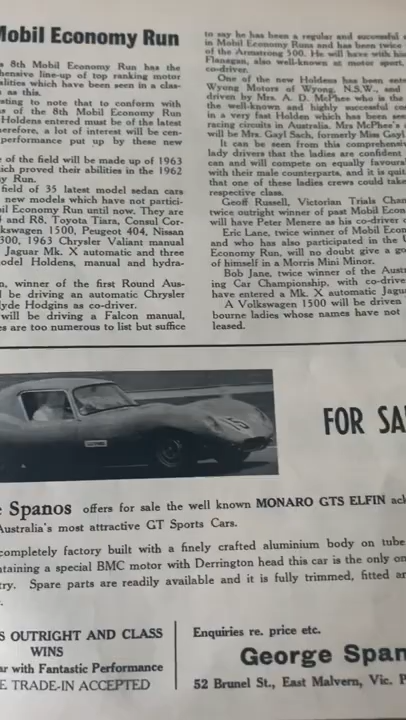 Mobil Economy Run
s 8th Mobil Economy Run has the
hensive line-up of top ranking motor
alities which have been seen in a clas-
as this.
sting to note that to conform with
e of the 8th Mobil Economy Run
Holdens entered must be of the latest
erefore, a lot of interest will be cen-
performance put up by these new
e of the field will be made up of 1963
ich proved their abilities in the 1962
y Run.
field of 35 latest model sedan cars
new models which have not partici-
il Economy Run until now. They are
and R8, Toyota Tiara, Consul Cor-
kswagen 1500, Peugeot 404, Nissan
300, 1963 Chrysler Valiant manual
Jaguar Mk. X automatic and three
odel Holdens, manual and hydra-
n, winner of the first Round Aus-
l be driving an automatic Chrysler
lyde Hodgins as co-driver.
will be driving a Falcon manual,
es are too numerous to list but suffice
to say he has been a regular and successful
in Mobil Economy Runs and has been twice
of the Armstrong 500. He will have with hi
Flanagan, also well-known at motor sport,
co-driver.
One of the new Holdens has been ente
Wyong Motors of Wyong, N.S.W., and
driven by Mrs. A. D. McPhee who is the
the well-known and highly successful co
in a very fast Holden which has been see
racing circuits in Australia. Mrs McPhee's
will be Mrs. Gayl Sach, formerly Miss Gayl
It can be seen from this comprehensi
lady drivers that the ladies are confident
can and will compete on equally favoura
with their male counterparts, and it is quit
that one of these ladies crews could take
respective class.
Geoff Russell, Victorian Trials Chan
twice outright winner of past Mobil Econ
will have Peter Menere as his co-driver
Eric Lane, twice winner of Mobil Econ
and who has also participated in the U
Economy Run, will no doubt give a go
of himself in a Morris Mini Minor.
Bob Jane, twice winner of the Austr
ing Car Championship, with co-drive
have entered a Mk. X automatic Jagu
A Volkswagen 1500 will be driven
bourne ladies whose names have not
leased.
15
FOR SA
e Spanos offers for sale the well known MONARO GTS ELFIN ack
Australia's most attractive GT Sports Cars.
completely factory built with a finely crafted aluminium body on tube
ntaining a special BMC motor with Derrington head this car is the only on
try. Spare parts are readily available and it is fully trimmed, fitted an
S OUTRIGHT AND CLASS
WINS
ar with Fantastic Performance
E TRADE-IN ACCEPTED
Enquiries re. price etc.
George Span
52 Brunel St., East Malvern, Vic. P